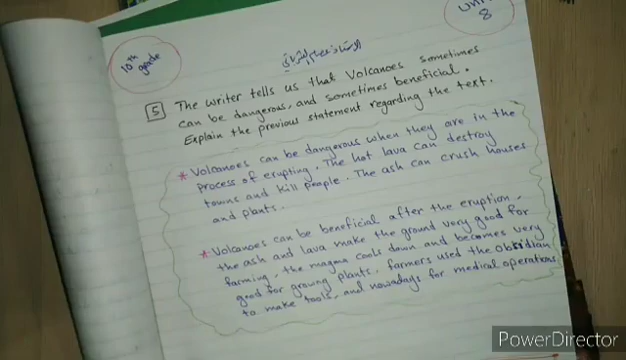 10th grade
unit 8
5 The writer tells us that Volcanoes sometimes
can be dangerous, and sometimes beneficial.
Explain the previous statement regarding the text.
* Volcanoes can be dangerous when they are in the
process of erupting. The hot lava can destroy
towns and kill people. The ash can crush houses
and plants.
* Volcanoes can be beneficial after the eruption.
the ash and lava make the ground very good for
farming, the magma cools down and becomes very
good for growing plants, farmers used the obsidian
to make tools, and nowadays for medical operations
PowerDirector